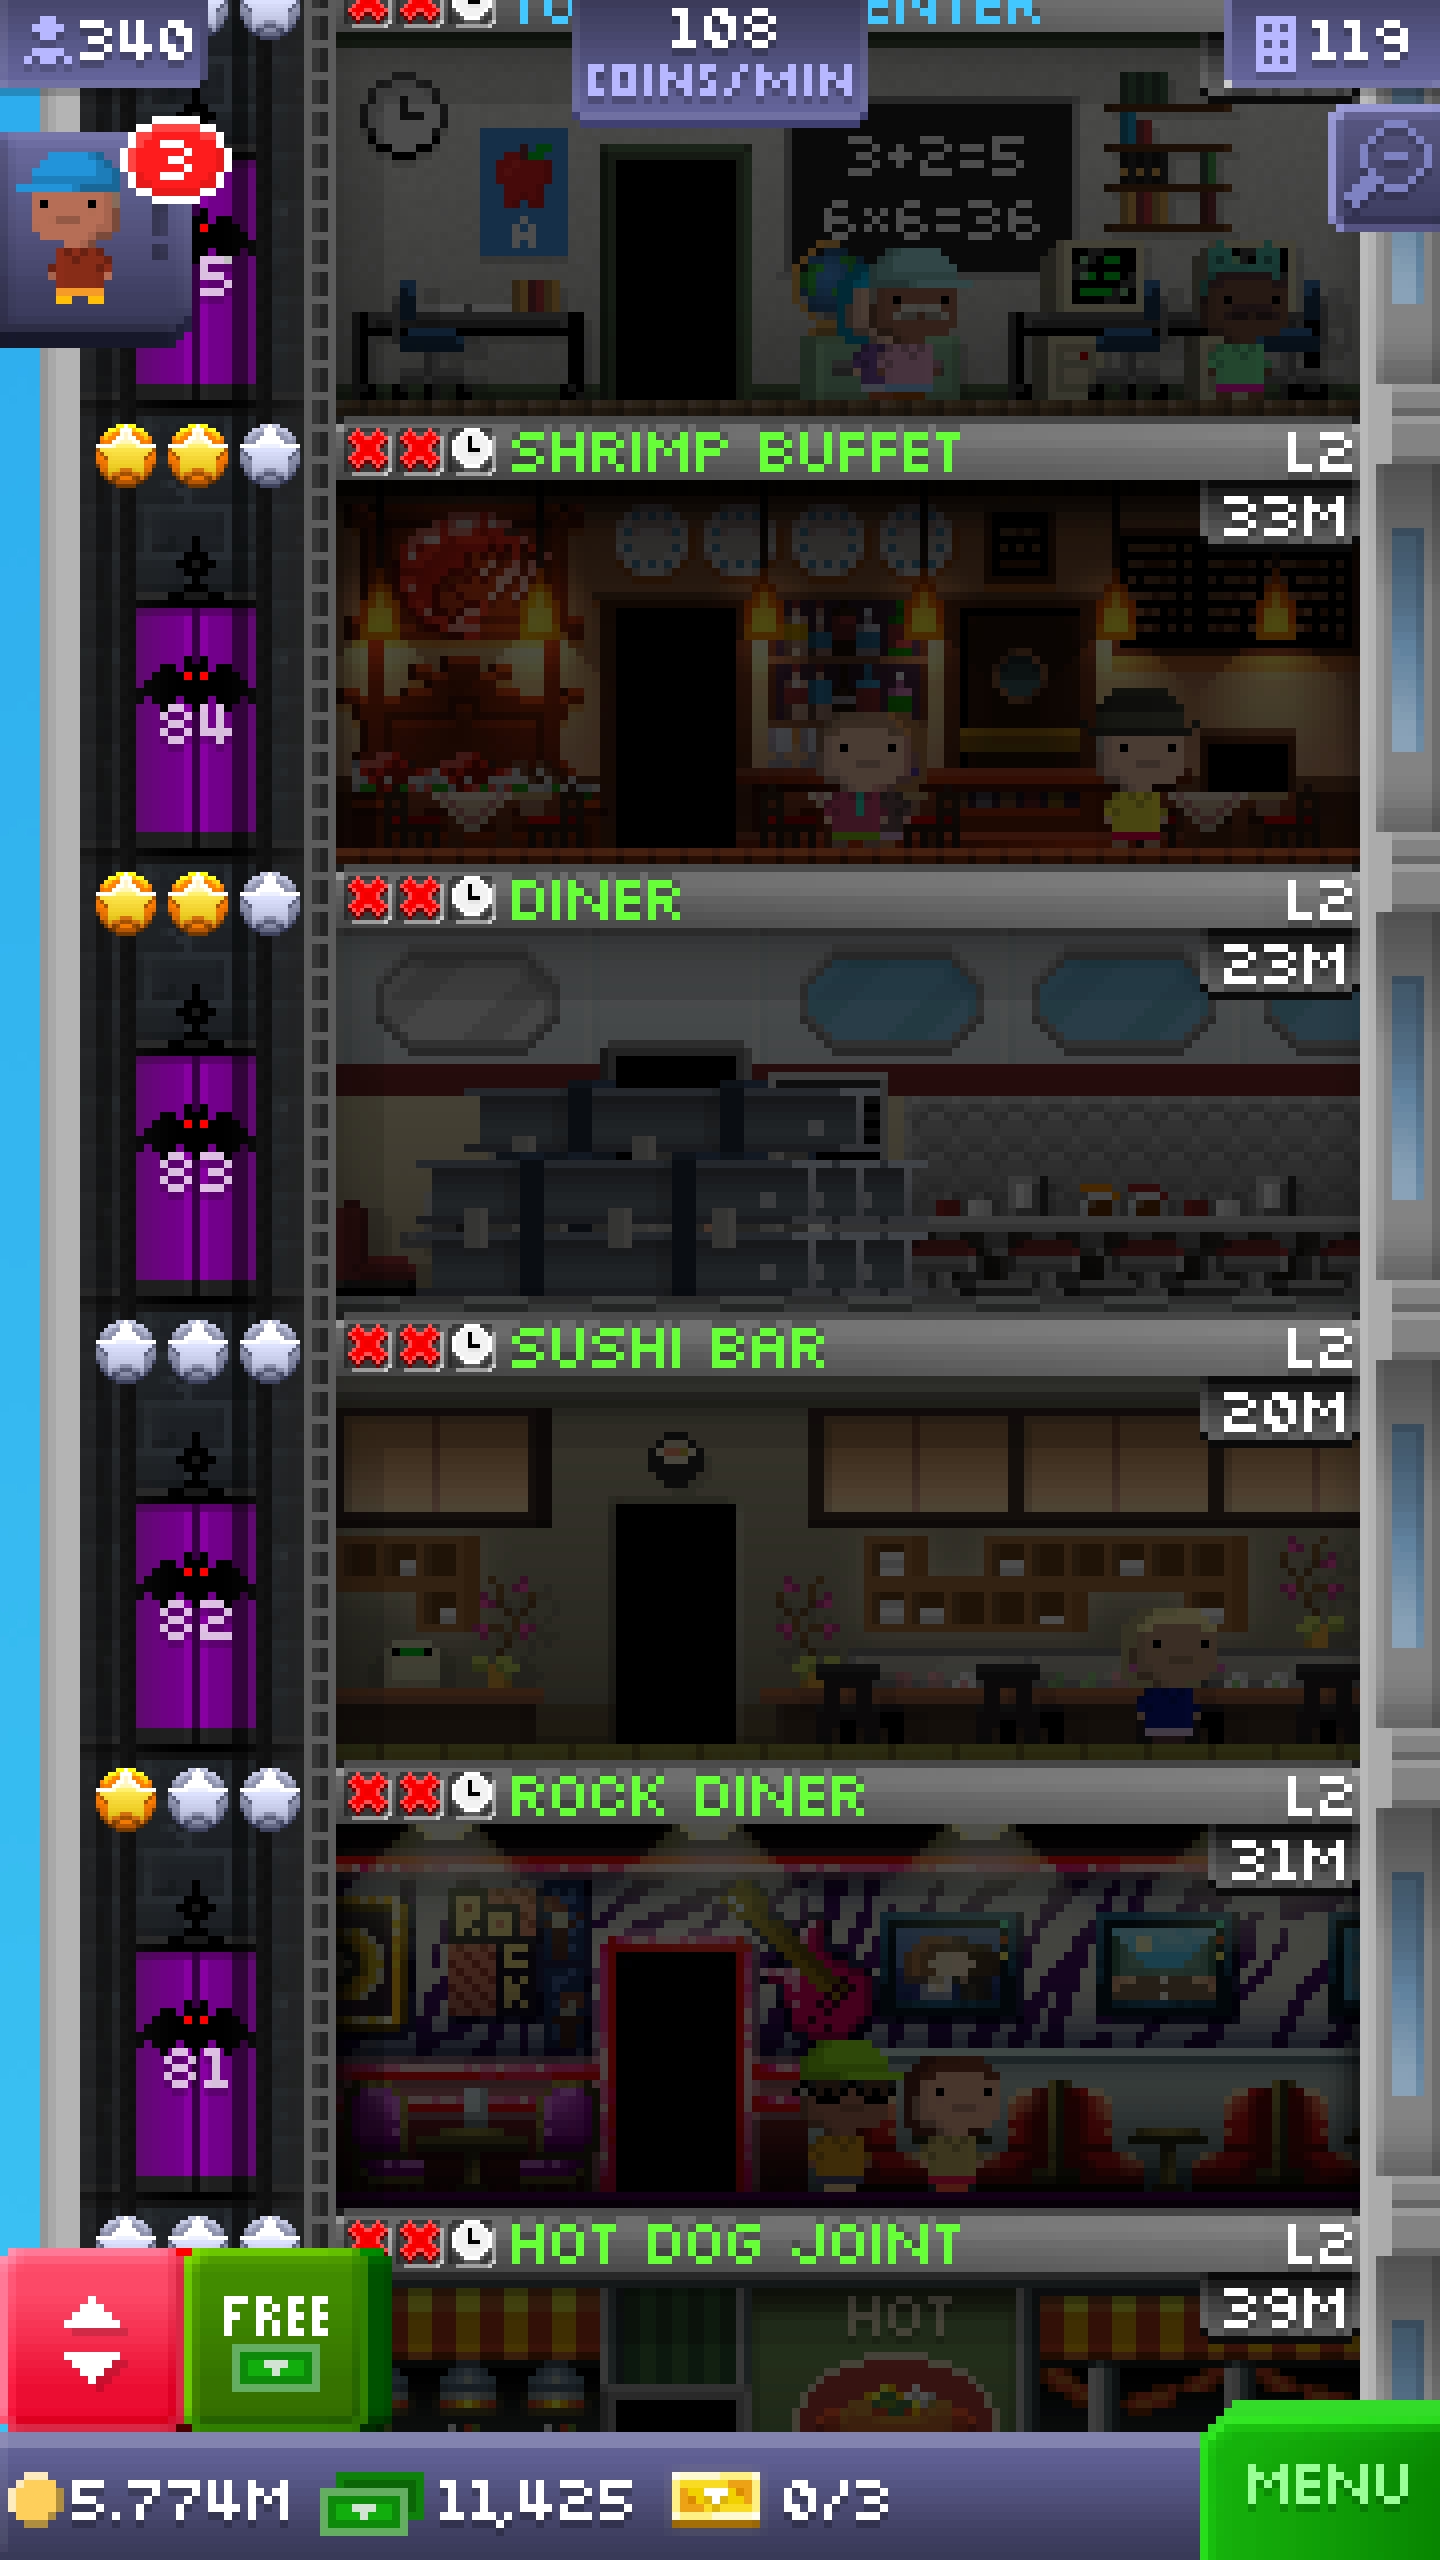 340
108
COINS/MIN
119
3
3+2=5
6×6=36
A
5
SHRIMP BUFFET L2
33M
84
DINER L2
23M
83
SUSHI BAR L2
20M
82
ROCK DINER L2
31M
81
HOT DOG JOINT L2
39M
HOT
FREE
5.774M 11,425 0/3
MENU